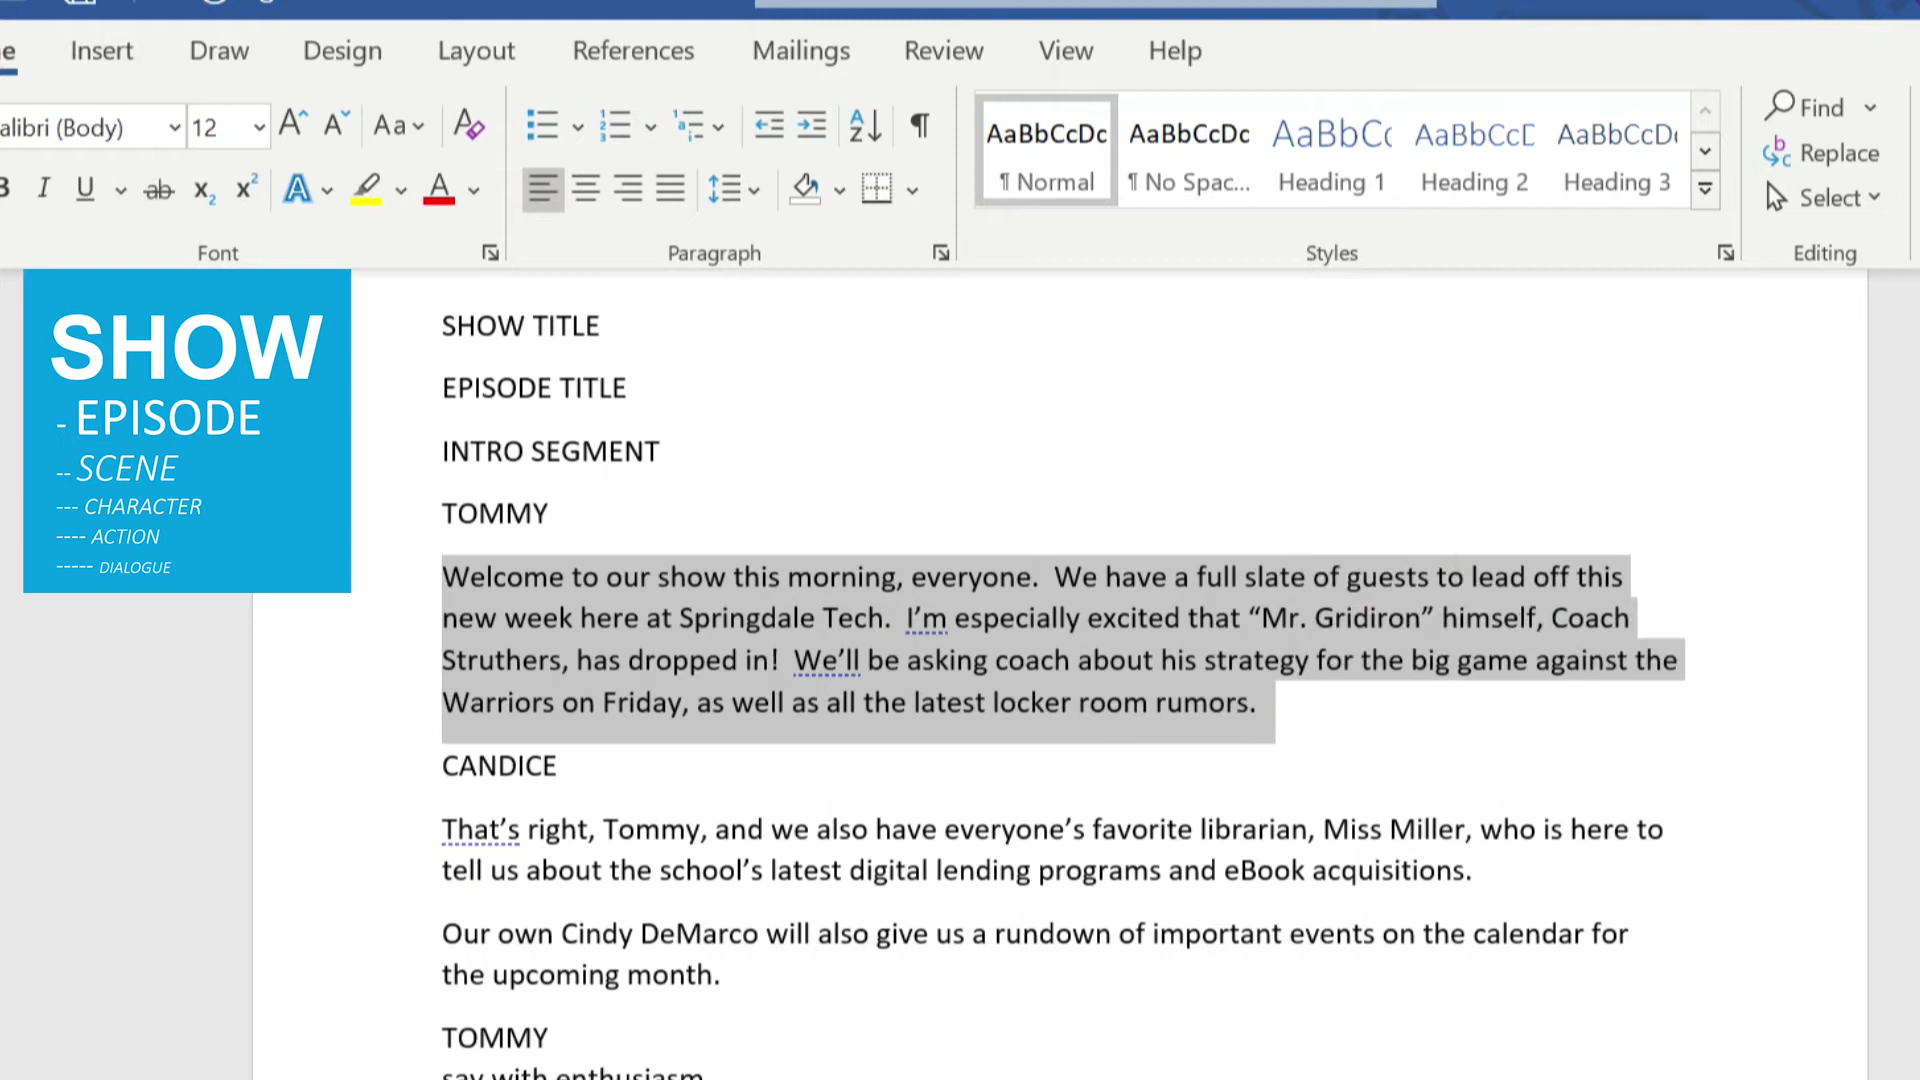 e Insert Draw Design Layout References Mailings Review View Help
alibri (Body) 12 Aa
AaBbCcDc AaBbCcDc AaBbCc AaBbCcD AaBbCcD
¶ Normal ¶ No Spac... Heading 1 Heading 2 Heading 3
Find
Replace
Select
Font Paragraph Styles Editing
SHOW
- EPISODE
-- SCENE
--- CHARACTER
---- ACTION
----- DIALOGUE
SHOW TITLE
EPISODE TITLE
INTRO SEGMENT
TOMMY
Welcome to our show this morning, everyone.  We have a full slate of guests to lead off this
new week here at Springdale Tech.  I’m especially excited that “Mr. Gridiron” himself, Coach
Struthers, has dropped in!  We’ll be asking coach about his strategy for the big game against the
Warriors on Friday, as well as all the latest locker room rumors.
CANDICE
That’s right, Tommy, and we also have everyone’s favorite librarian, Miss Miller, who is here to
tell us about the school’s latest digital lending programs and eBook acquisitions.
Our own Cindy DeMarco will also give us a rundown of important events on the calendar for
the upcoming month.
TOMMY
say with enthusiasm